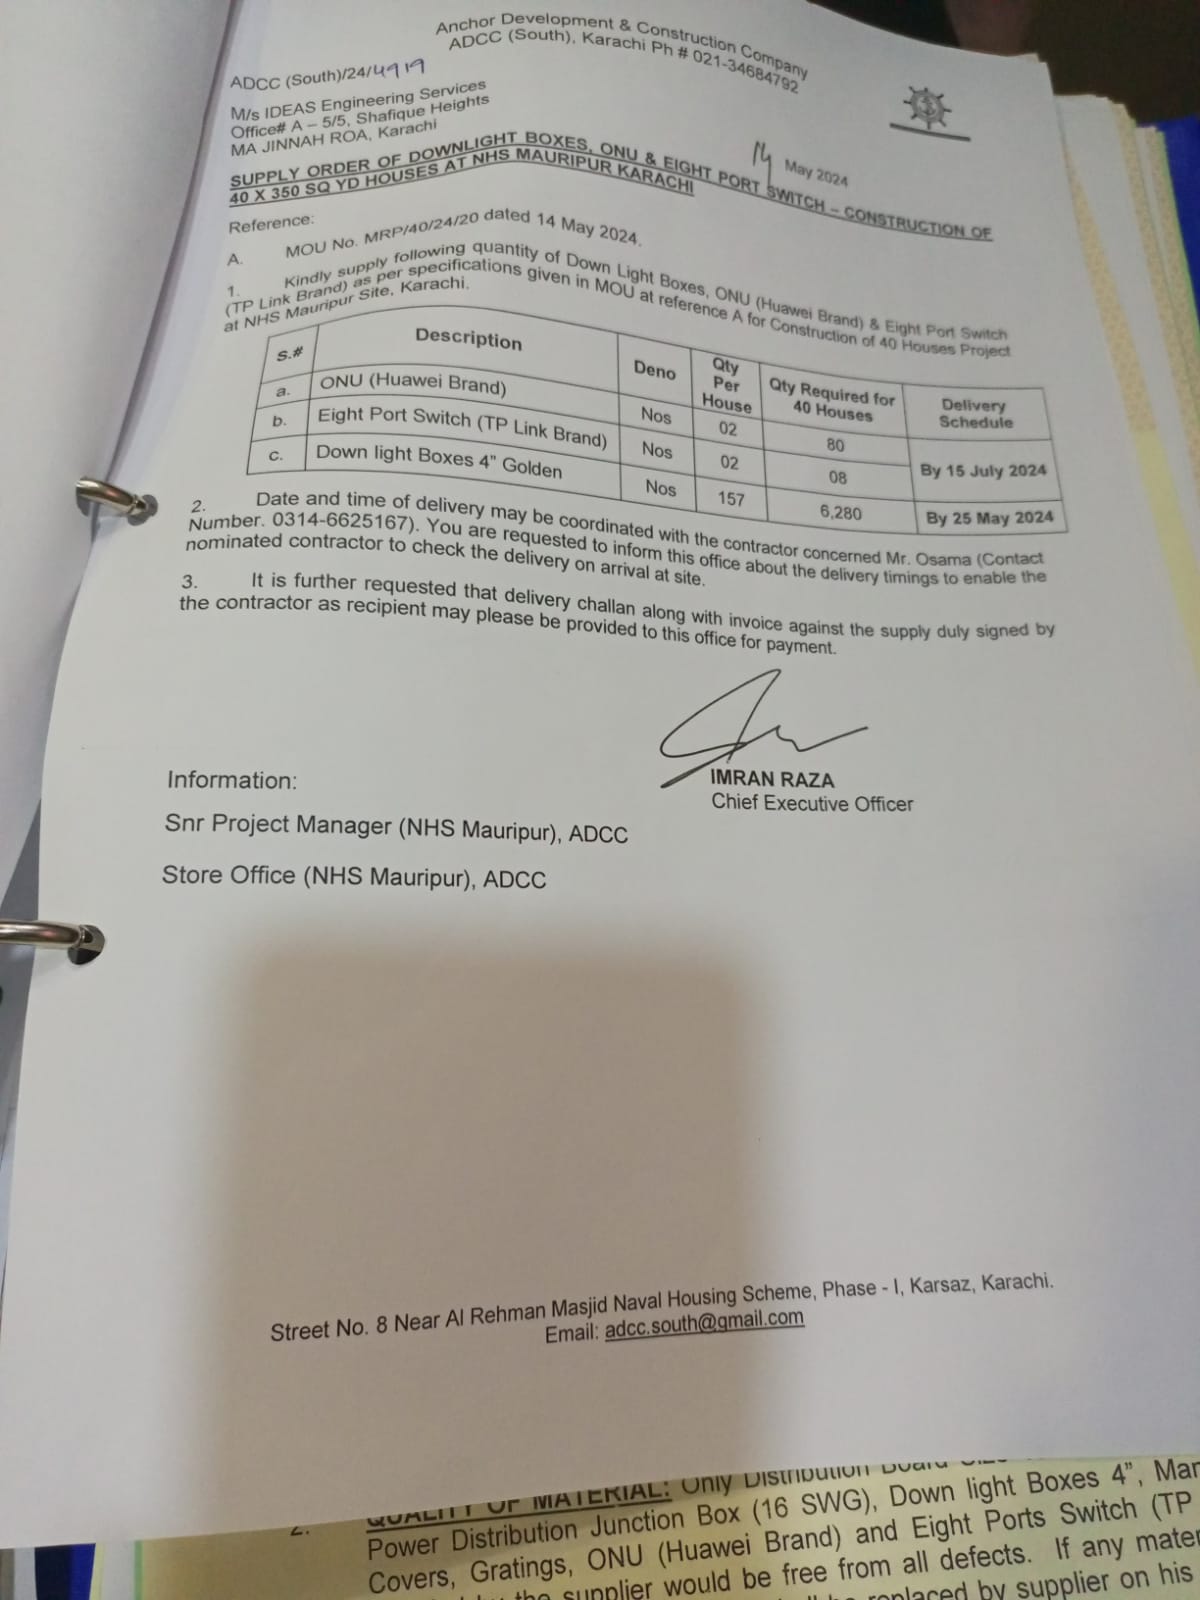 Anchor Development & Construction Company
ADCC (South), Karachi Ph # 021-34684792
ADCC (South)/24/4919
M/s IDEAS Engineering Services
Office# A – 5/5, Shafique Heights
MA JINNAH ROA, Karachi
14 May 2024
SUPPLY ORDER OF DOWNLIGHT BOXES, ONU & EIGHT PORT SWITCH – CONSTRUCTION OF
40 X 350 SQ YD HOUSES AT NHS MAURIPUR KARACHI
Reference:
A. MOU No. MRP/40/24/20 dated 14 May 2024.
1. Kindly supply following quantity of Down Light Boxes, ONU (Huawei Brand) & Eight Port Switch
(TP Link Brand) as per specifications given in MOU at reference A for Construction of 40 Houses Project
at NHS Mauripur Site, Karachi.
S.# Description Deno Qty Per House Qty Required for 40 Houses Delivery Schedule
a. ONU (Huawei Brand) Nos 02 80 By 15 July 2024
b. Eight Port Switch (TP Link Brand) Nos 02 08
c. Down light Boxes 4" Golden Nos 157 6,280 By 25 May 2024
2. Date and time of delivery may be coordinated with the contractor concerned Mr. Osama (Contact
Number. 0314-6625167). You are requested to inform this office about the delivery timings to enable the
nominated contractor to check the delivery on arrival at site.
3. It is further requested that delivery challan along with invoice against the supply duly signed by
the contractor as recipient may please be provided to this office for payment.
IMRAN RAZA
Chief Executive Officer
Information:
Snr Project Manager (NHS Mauripur), ADCC
Store Office (NHS Mauripur), ADCC
Street No. 8 Near Al Rehman Masjid Naval Housing Scheme, Phase - I, Karsaz, Karachi.
Email: adcc.south@gmail.com
2. QUALITY OF MATERIAL: Only Distribution Board
Power Distribution Junction Box (16 SWG), Down light Boxes 4", Man
Covers, Gratings, ONU (Huawei Brand) and Eight Ports Switch (TP
the supplier would be free from all defects. If any mater
replaced by supplier on his